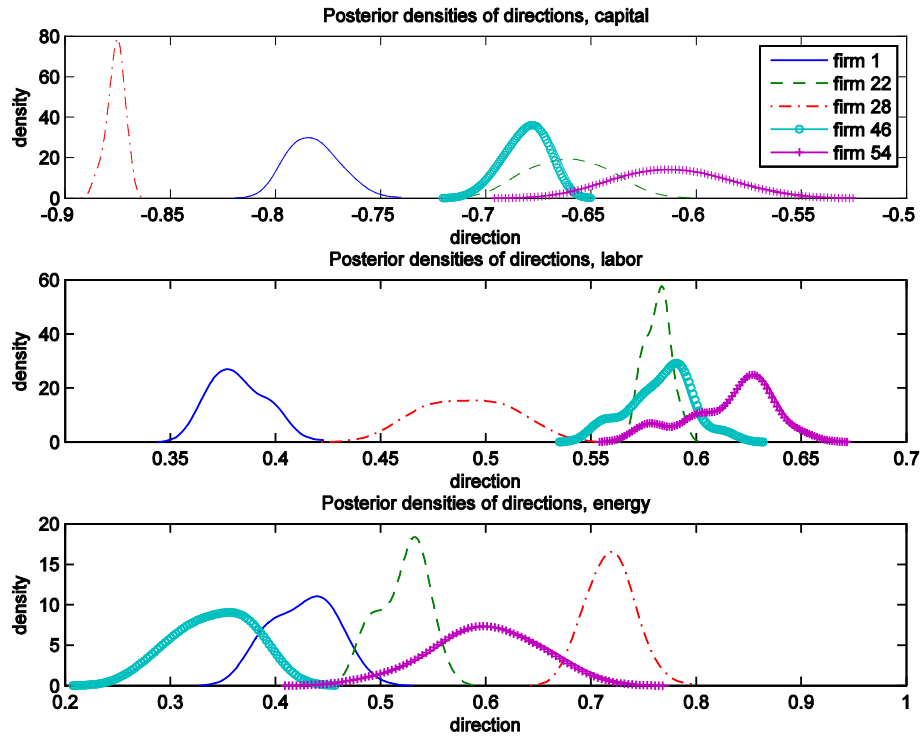 Posterior densities of directions, capital
80
60
40
20
0
density
-0.9 -0.85 -0.8 -0.75 -0.7 -0.65 -0.6 -0.55 -0.5
direction
firm 1
firm 22
firm 28
firm 46
firm 54
Posterior densities of directions, labor
60
40
20
0
density
0.35 0.4 0.45 0.5 0.55 0.6 0.65 0.7
direction
Posterior densities of directions, energy
20
15
10
5
0
density
0.2 0.3 0.4 0.5 0.6 0.7 0.8 0.9 1
direction